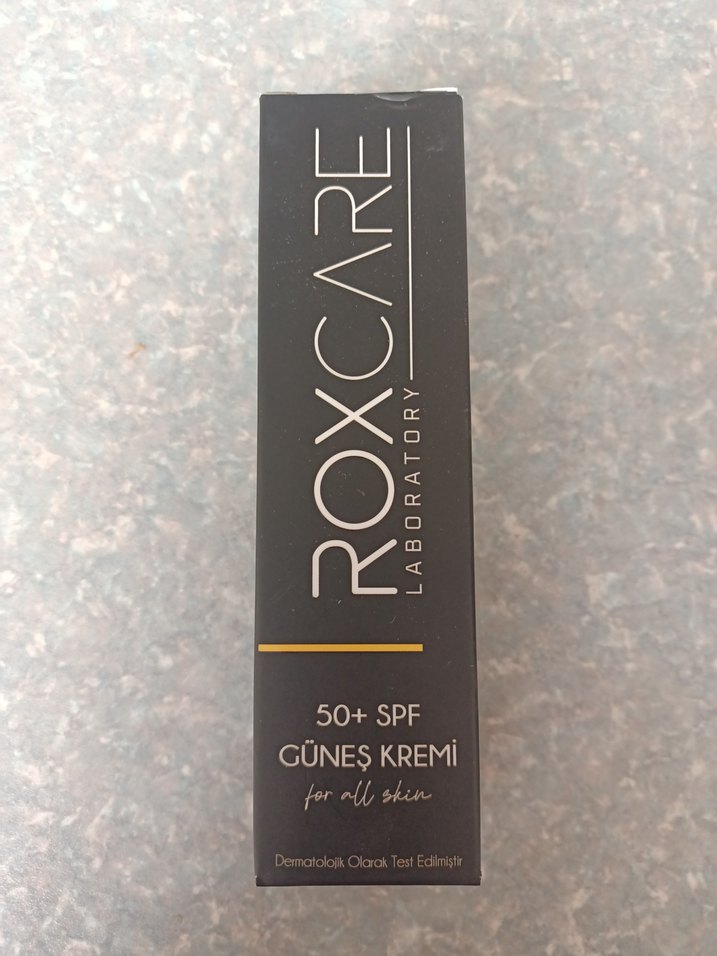 ROXCARE
LABORATORY
50+ SPF
GÜNEŞ KREMİ
for all skin
Dermatolojik Olarak Test Edilmiştir